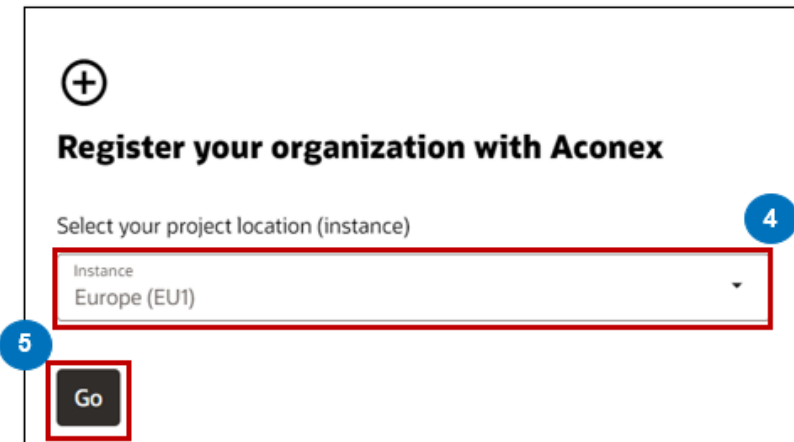 Register your organization with Aconex
Select your project location (instance)
4
Instance
Europe (EU1)
5
Go